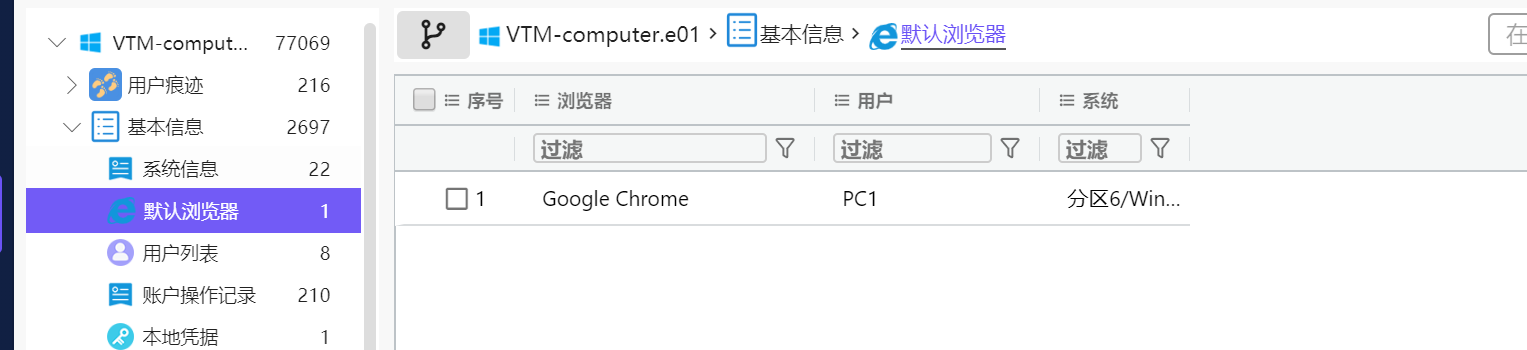 VTM-comput... 77069
用户痕迹 216
基本信息 2697
系统信息 22
默认浏览器 1
用户列表 8
账户操作记录 210
本地凭据 1
VTM-computer.e01 > 基本信息 > 默认浏览器
在
序号 浏览器 用户 系统
过滤 过滤 过滤
1 Google Chrome PC1 分区6/Win...